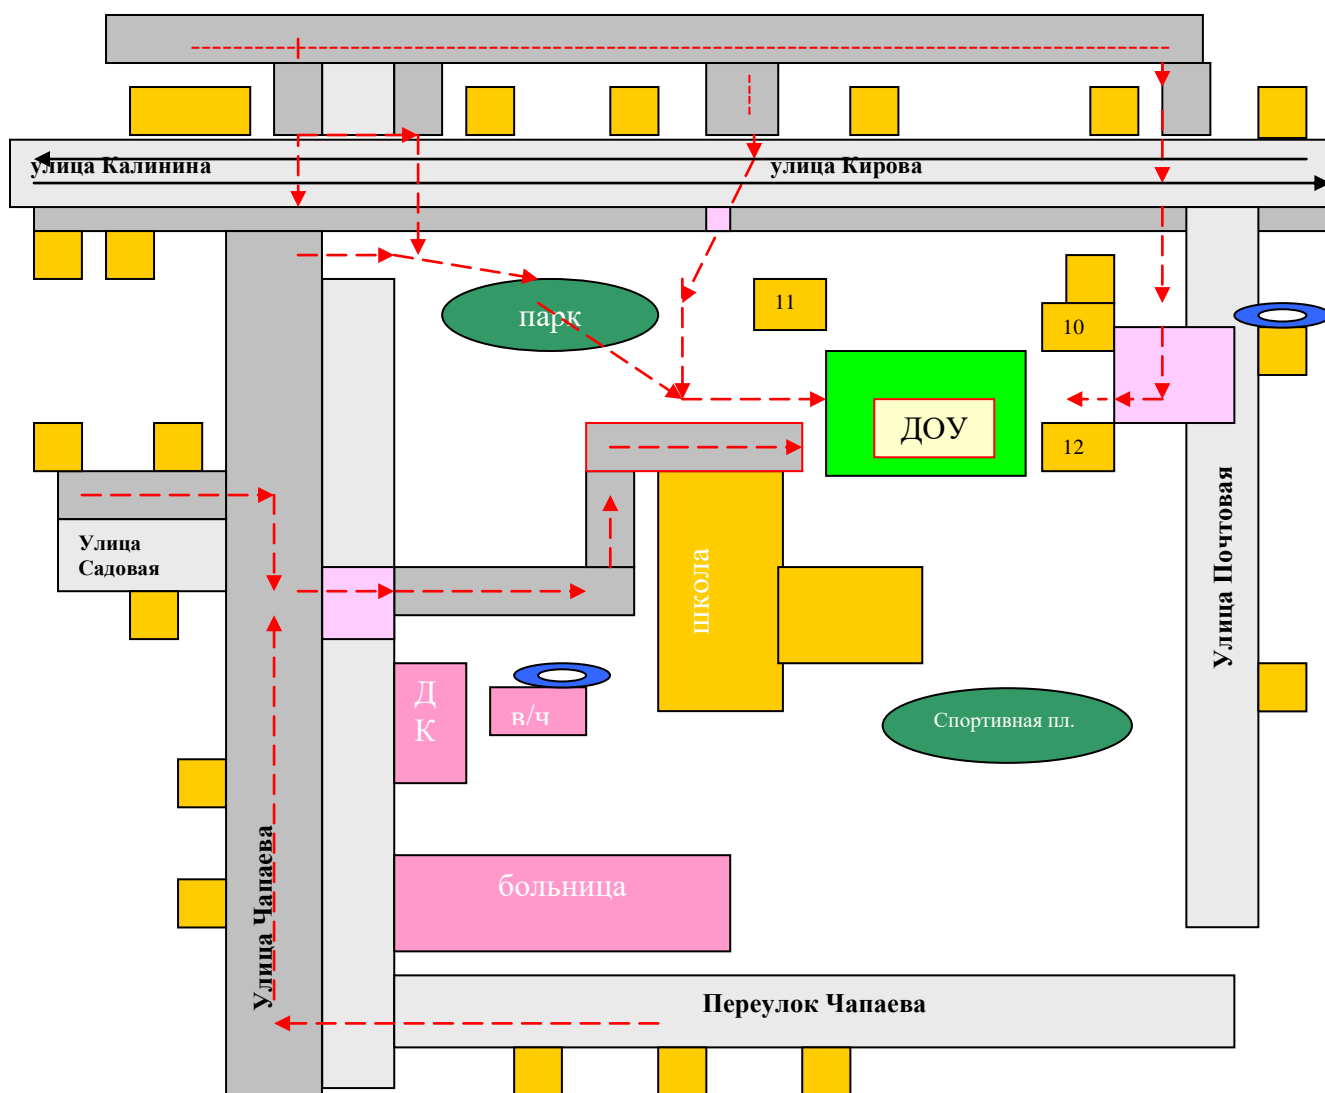 улица Калинина
улица Кирова
парк
11
10
ДОУ
12
Улица
Садовая
школа
Улица Почтовая
Д
К
в/ч
Спортивная пл.
Улица Чапаева
больница
Переулок Чапаева